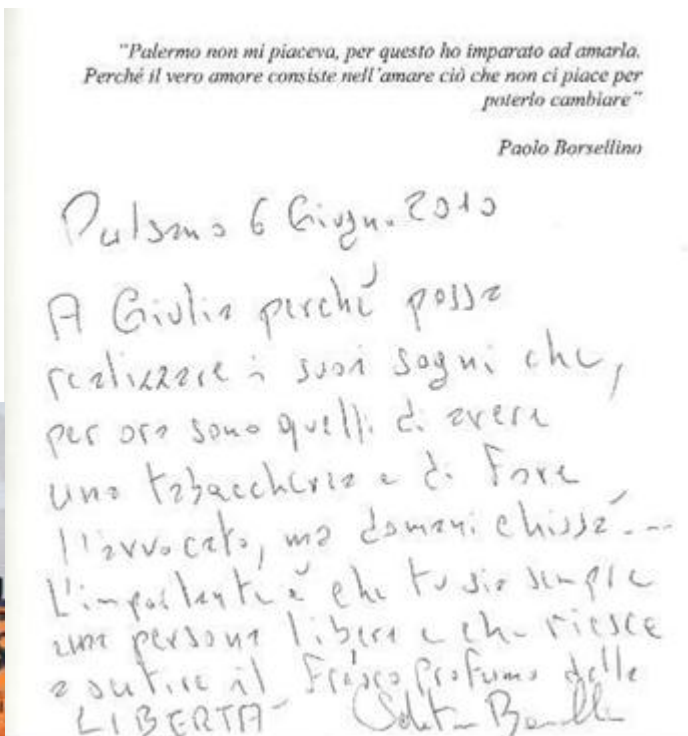 "Palermo non mi piaceva, per questo ho imparato ad amarla.
Perché il vero amore consiste nell'amare ciò che non ci piace per
poterlo cambiare"
Paolo Borsellino
Pulsano 6 Giugn. 2010
A Giulia perché possa
realizzare i suoi sogni che,
per ora sono quelli di avere
una tabaccheria e di fare
l'avvocato, ma domani chissà....
L'importante è che tu sia sempre
una persona libera e che riesce
a sentire il fresco profumo della
LIBERTÀ